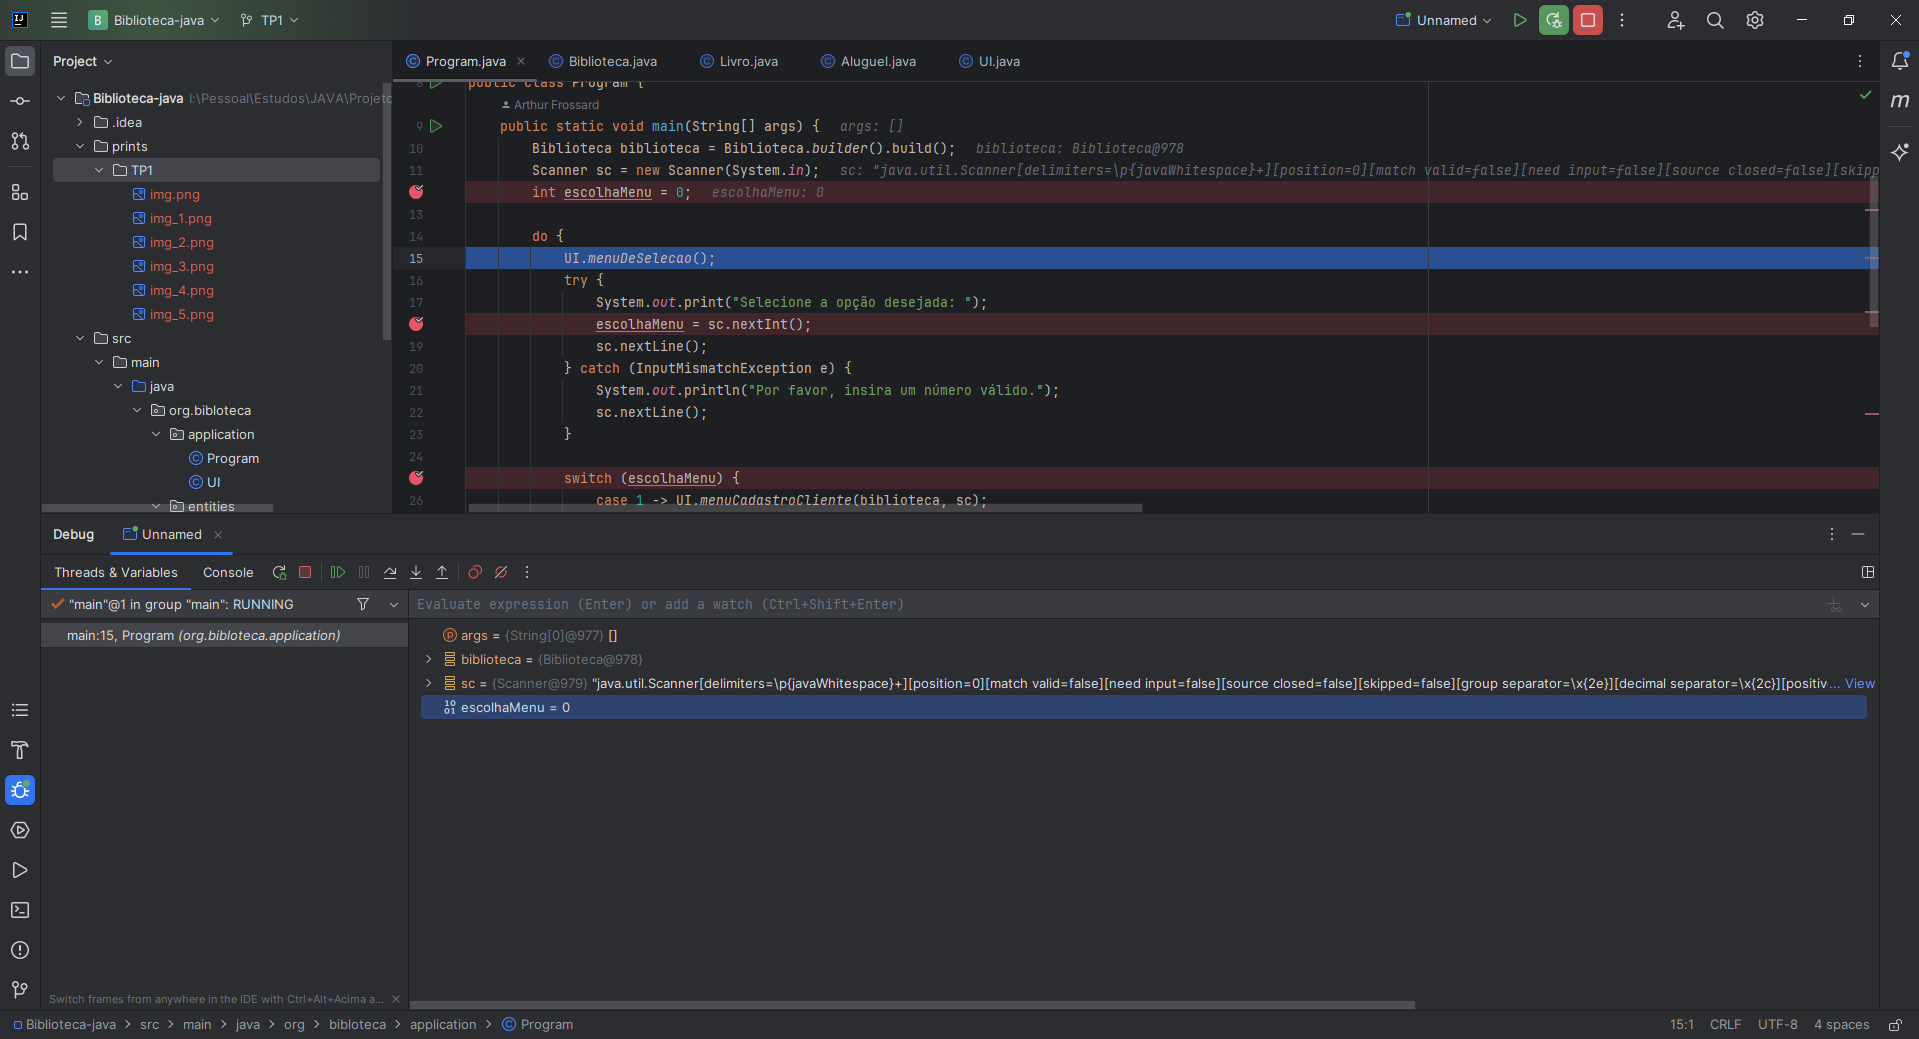 B Biblioteca-java TP1 Unnamed
Project
Program.java Biblioteca.java Livro.java Aluguel.java UI.java
Biblioteca-java I:\Pessoal\Estudos\JAVA\Projeto
.idea
prints
TP1
img.png
img_1.png
img_2.png
img_3.png
img_4.png
img_5.png
src
main
java
org.bibloteca
application
Program
UI
entities
8 public class Program {
Arthur Frossard
9 public static void main(String[] args) { args: []
10 Biblioteca biblioteca = Biblioteca.builder().build(); biblioteca: Biblioteca@978
11 Scanner sc = new Scanner(System.in); sc: "java.util.Scanner[delimiters=\p{javaWhitespace}+][position=0][match valid=false][need input=false][source closed=false][skipp
int escolhaMenu = 0; escolhaMenu: 0
13
14 do {
15 UI.menuDeSelecao();
16 try {
17 System.out.print("Selecione a opção desejada: ");
escolhaMenu = sc.nextInt();
19 sc.nextLine();
20 } catch (InputMismatchException e) {
21 System.out.println("Por favor, insira um número válido.");
22 sc.nextLine();
23 }
24
switch (escolhaMenu) {
26 case 1 -> UI.menuCadastroCliente(biblioteca, sc);
Debug Unnamed
Threads & Variables Console
"main"@1 in group "main": RUNNING
main:15, Program (org.bibloteca.application)
Evaluate expression (Enter) or add a watch (Ctrl+Shift+Enter)
args = {String[0]@977} []
biblioteca = {Biblioteca@978}
sc = {Scanner@979} "java.util.Scanner[delimiters=\p{javaWhitespace}+][position=0][match valid=false][need input=false][source closed=false][skipped=false][group separator=\x{2e}][decimal separator=\x{2c}][positiv... View
escolhaMenu = 0
Switch frames from anywhere in the IDE with Ctrl+Alt+Acima a...
Biblioteca-java > src > main > java > org > bibloteca > application > Program
15:1 CRLF UTF-8 4 spaces